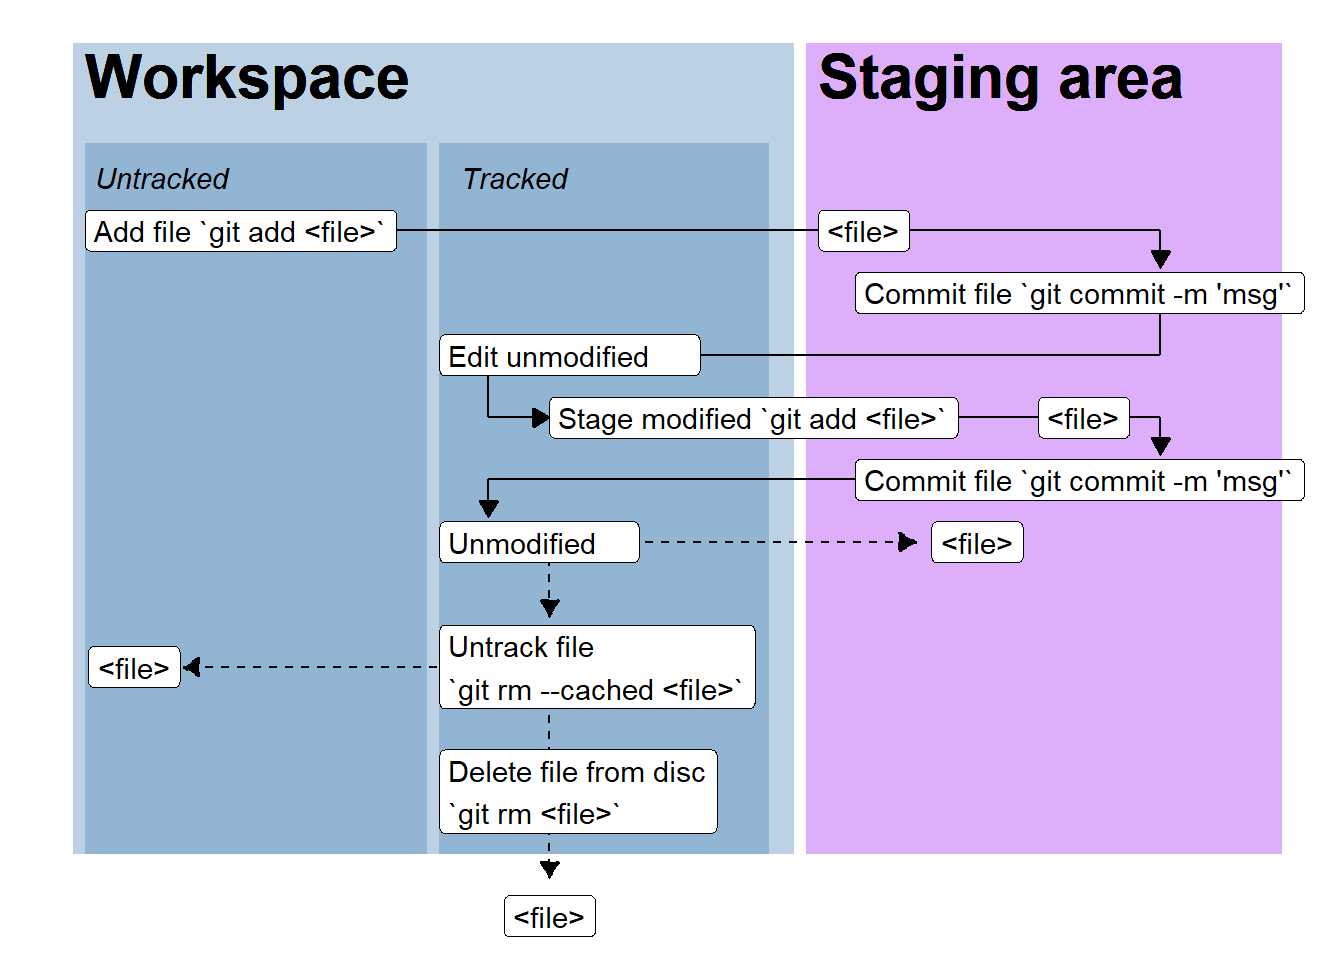 Workspace
Staging area
Untracked
Tracked
Add file `git add <file>`
<file>
Commit file `git commit -m 'msg'`
Edit unmodified
Stage modified `git add <file>`
<file>
Commit file `git commit -m 'msg'`
Unmodified
<file>
Untrack file
`git rm --cached <file>`
<file>
Delete file from disc
`git rm <file>`
<file>